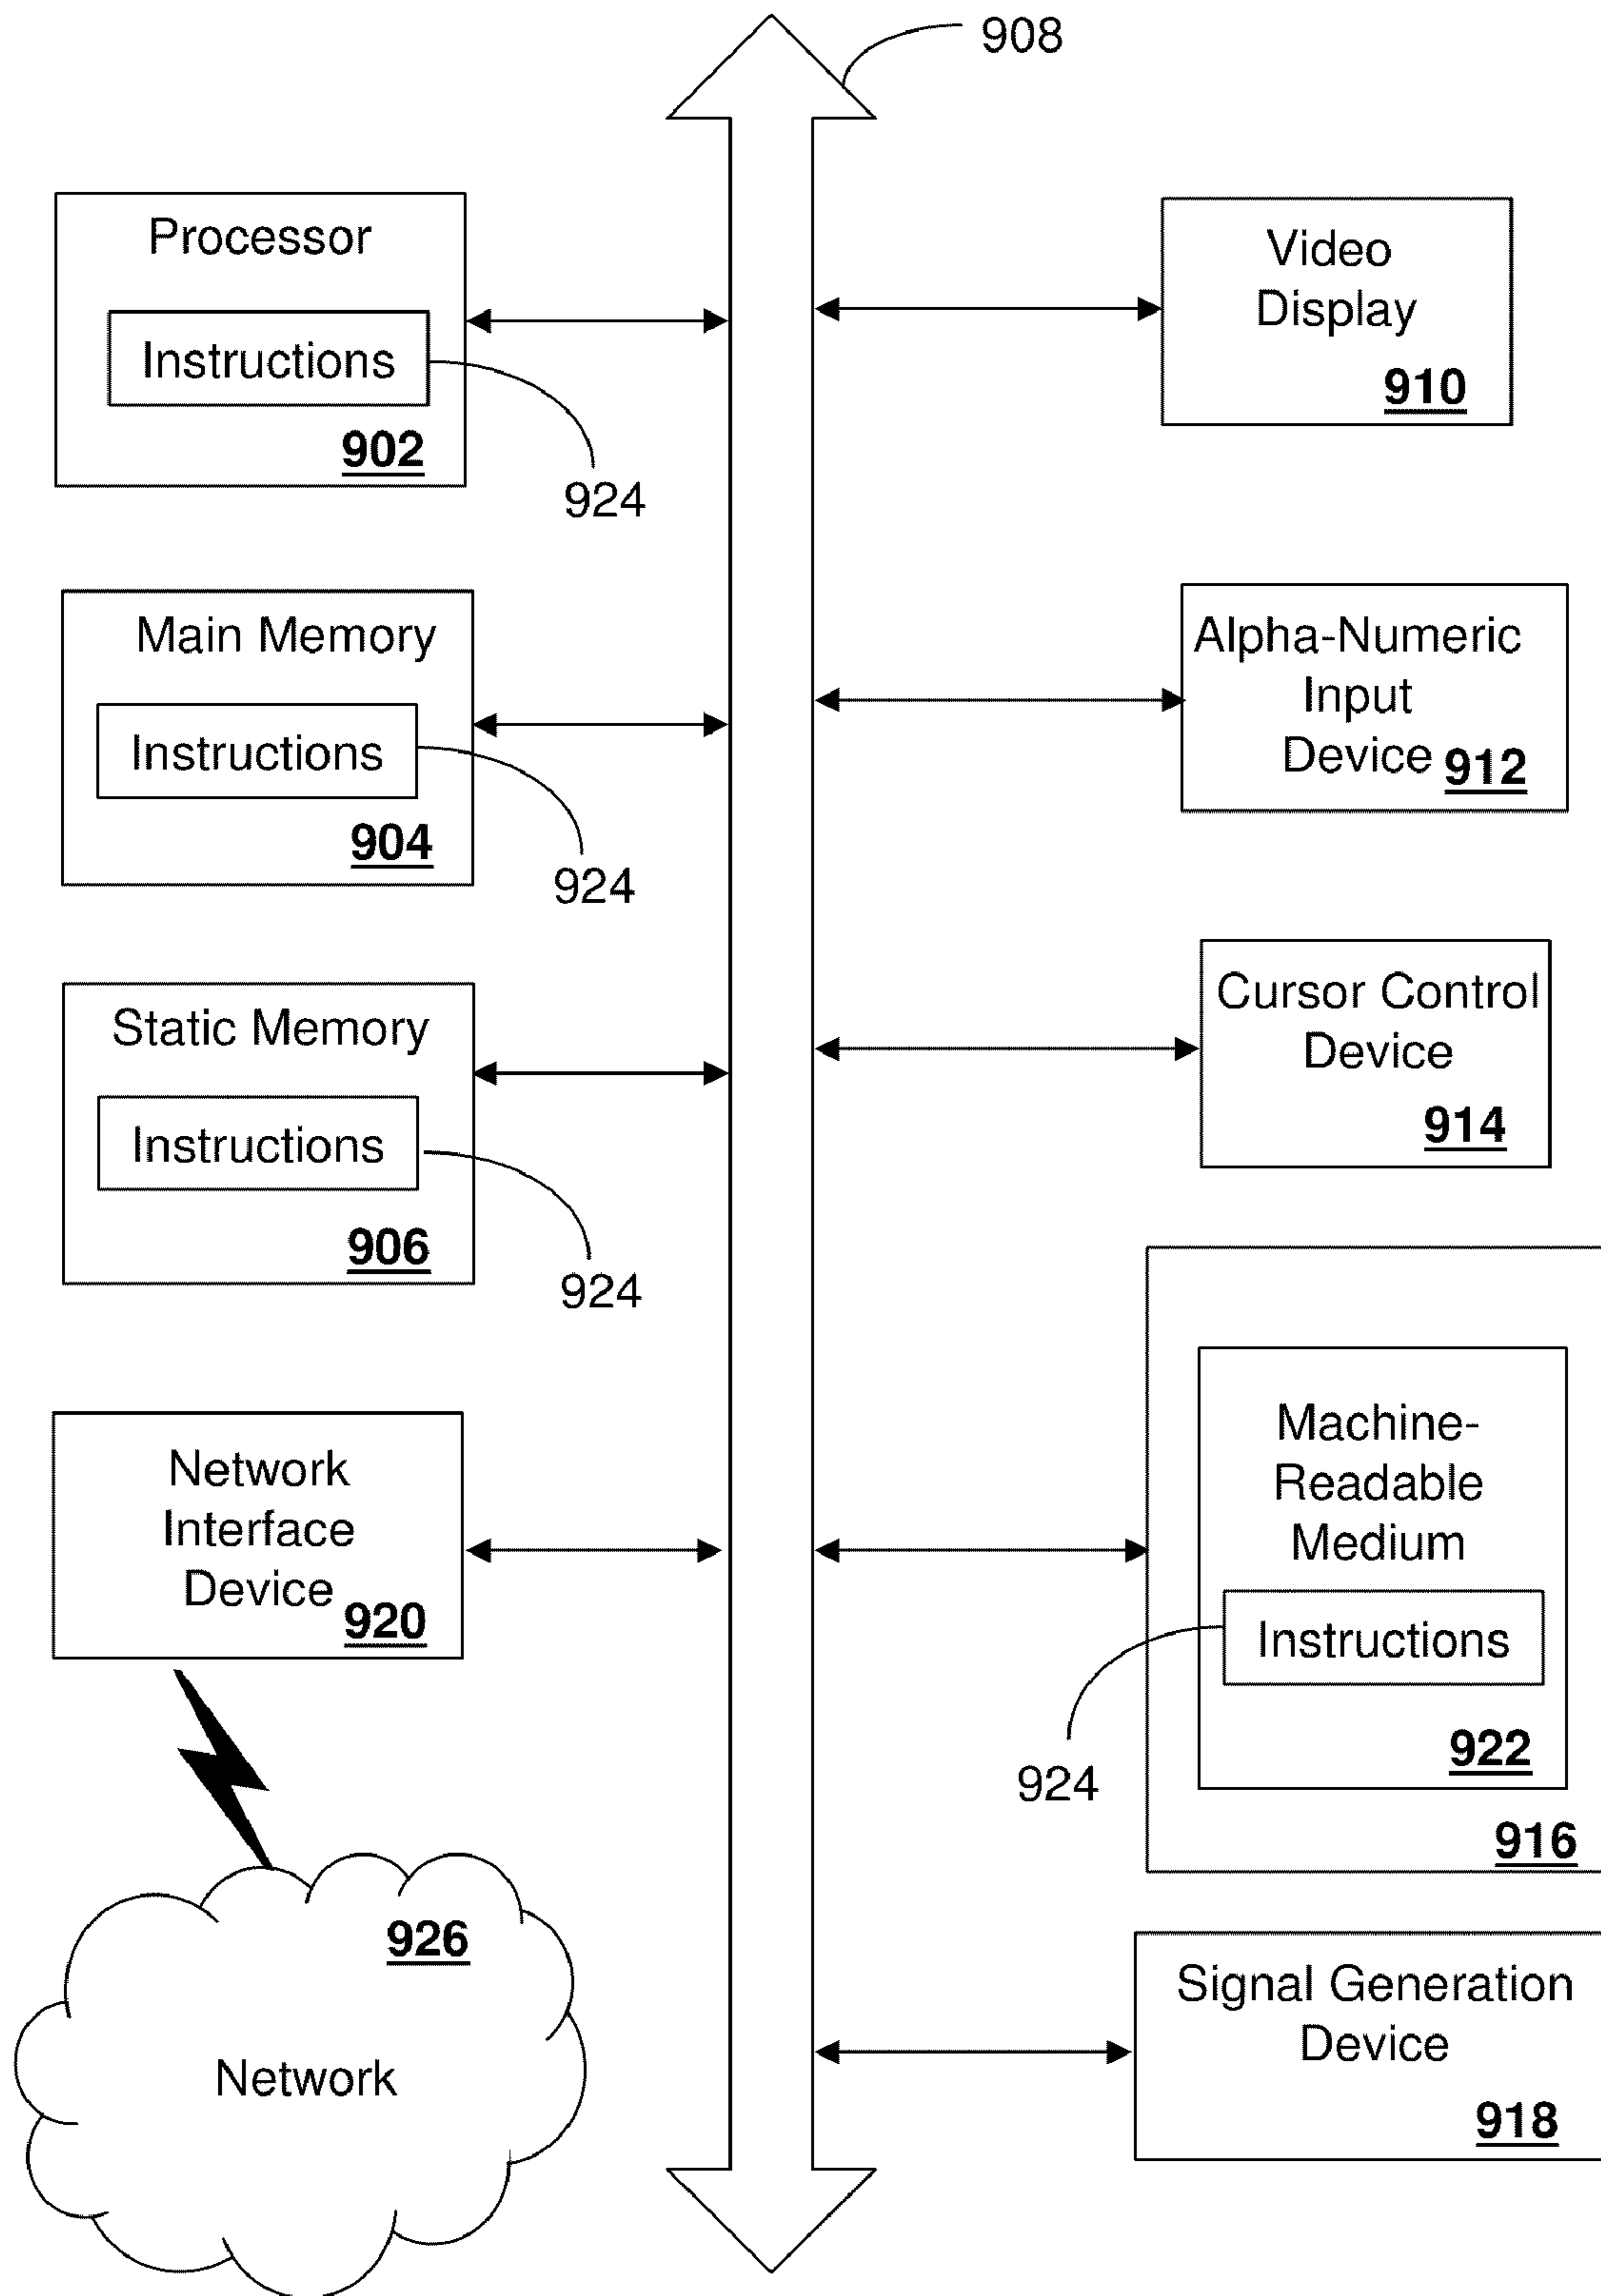 908
Processor
Instructions
902
924
Main Memory
Instructions
904
924
Static Memory
Instructions
906
924
Network
Interface
Device
920
926
Network
Video
Display
910
Alpha-Numeric
Input
Device 912
Cursor Control
Device
914
Machine-
Readable
Medium
Instructions
922
924
916
Signal Generation
Device
918